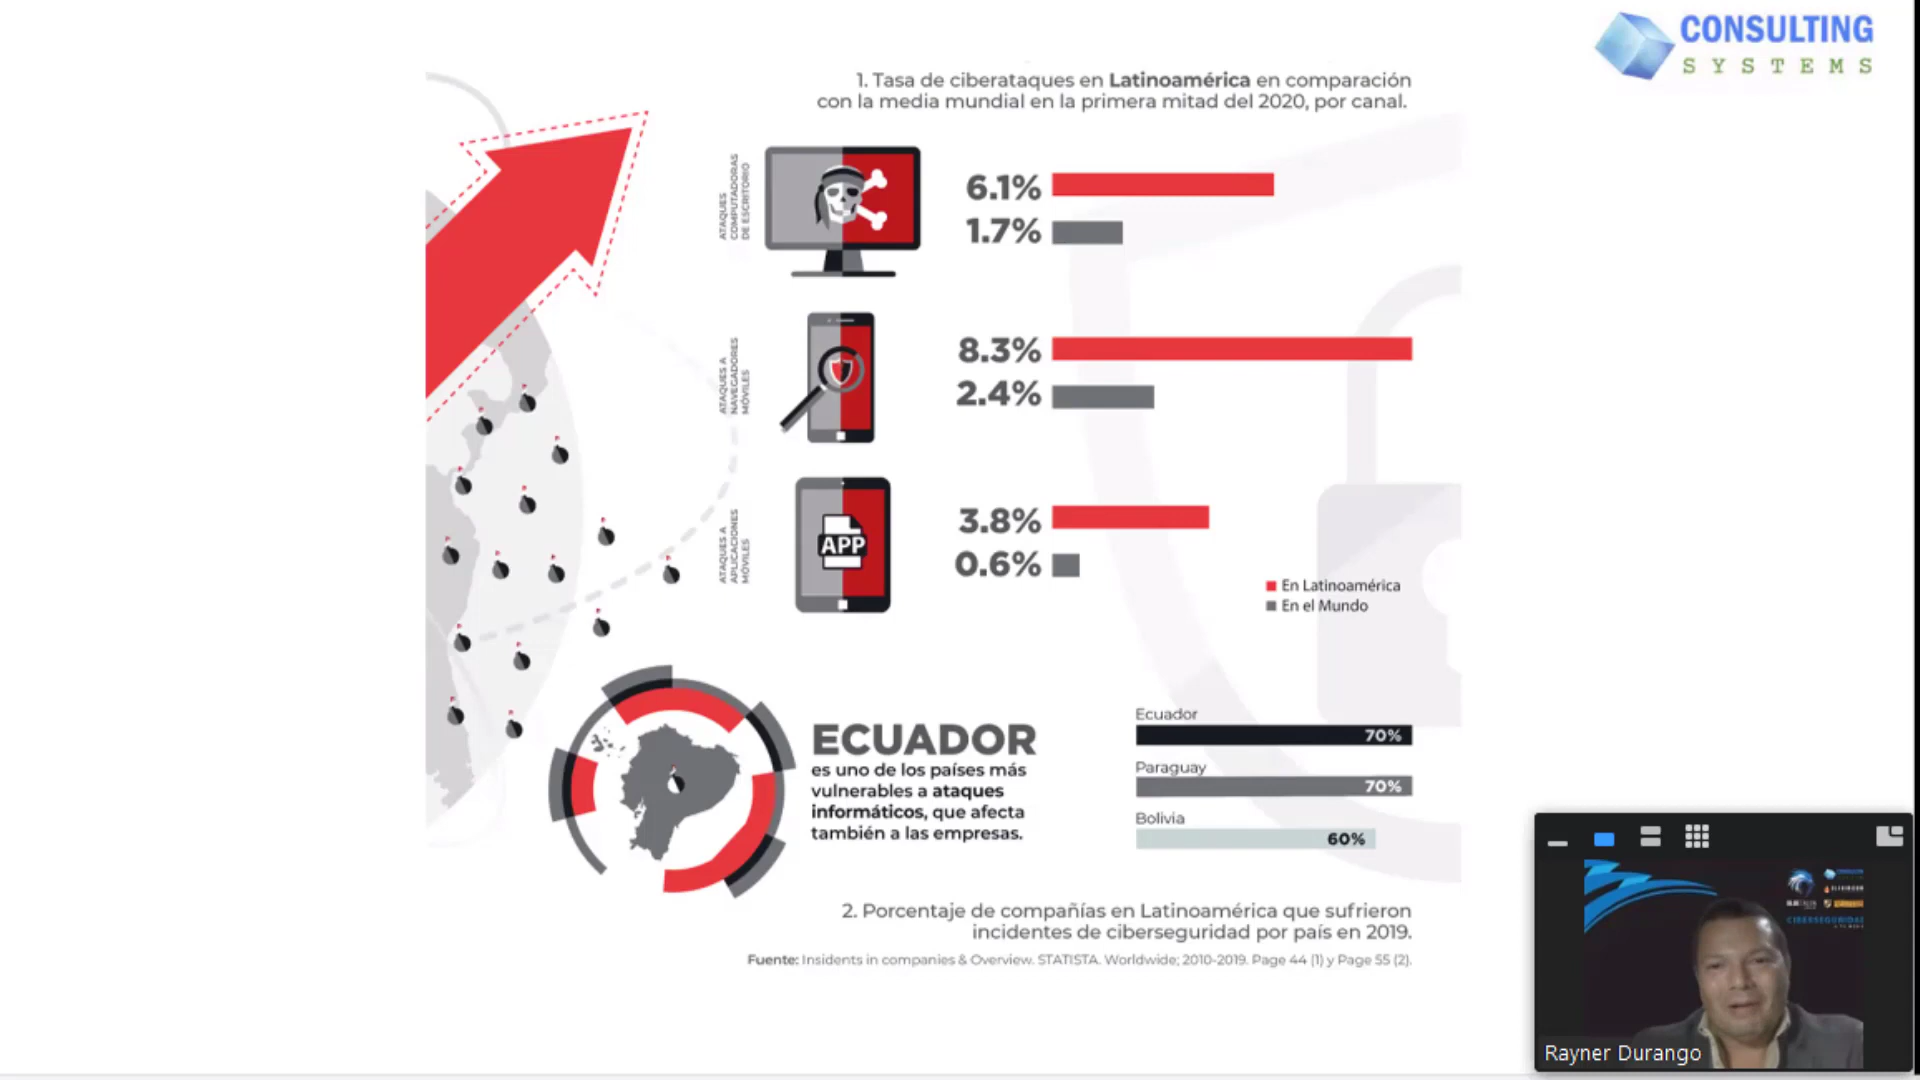 CONSULTING
SYSTEMS
1. Tasa de ciberataques en Latinoamérica en comparación
con la media mundial en la primera mitad del 2020, por canal.
ATAQUES
COMPUTADORAS
DE ESCRITORIO
6.1%
1.7%
ATAQUES A
NAVEGADORES
MÓVILES
8.3%
2.4%
ATAQUES A
APLICACIONES
MÓVILES
APP
3.8%
0.6%
En Latinoamérica
En el Mundo
ECUADOR
es uno de los países más
vulnerables a ataques
informáticos, que afecta
también a las empresas.
Ecuador
70%
Paraguay
70%
Bolivia
60%
2. Porcentaje de compañías en Latinoamérica que sufrieron
incidentes de ciberseguridad por país en 2019.
Fuente: Insidents in companies & Overview. STATISTA. Worldwide; 2010-2019. Page 44 (1) y Page 55 (2).
CIBERSEGURIDAD
Rayner Durango